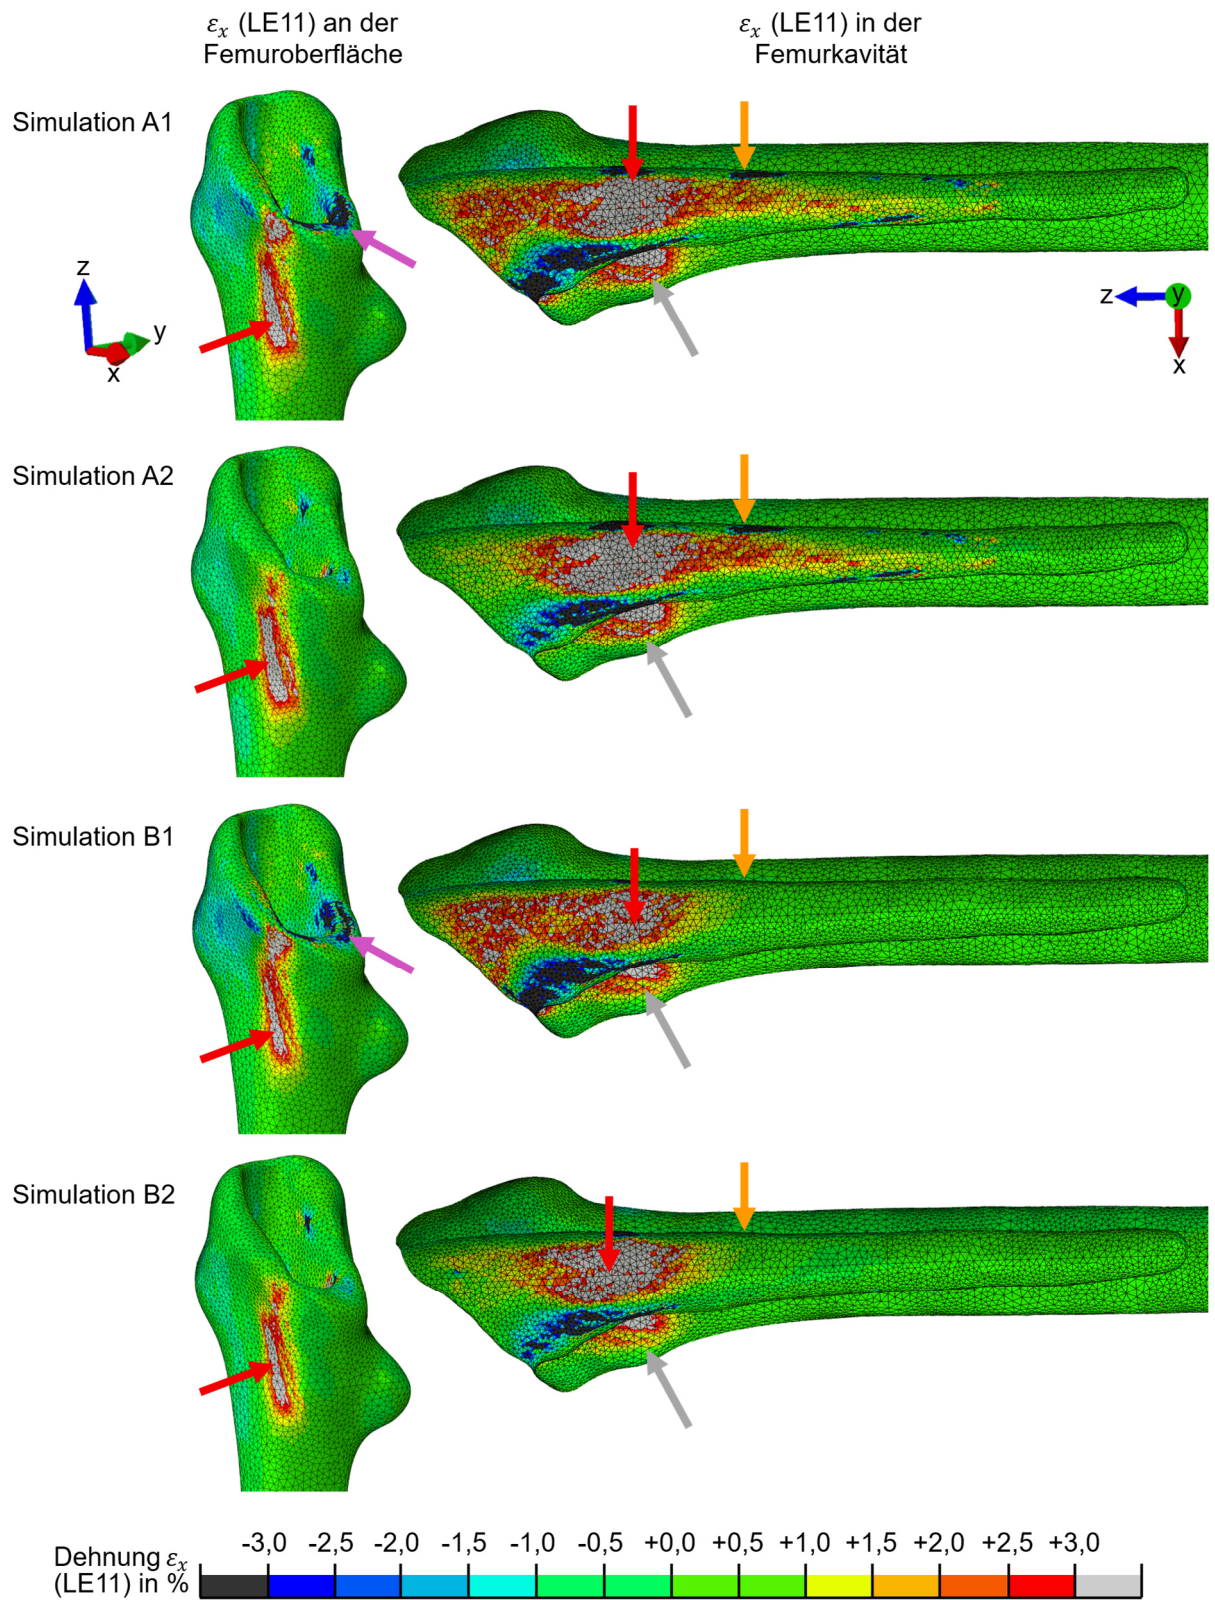 εx (LE11) an der
Femuroberfläche
εx (LE11) in der
Femurkavität
Simulation A1
z
y
x
z
y
x
Simulation A2
Simulation B1
Simulation B2
-3,0 -2,5 -2,0 -1,5 -1,0 -0,5 +0,0 +0,5 +1,0 +1,5 +2,0 +2,5 +3,0
Dehnung εx
(LE11) in %